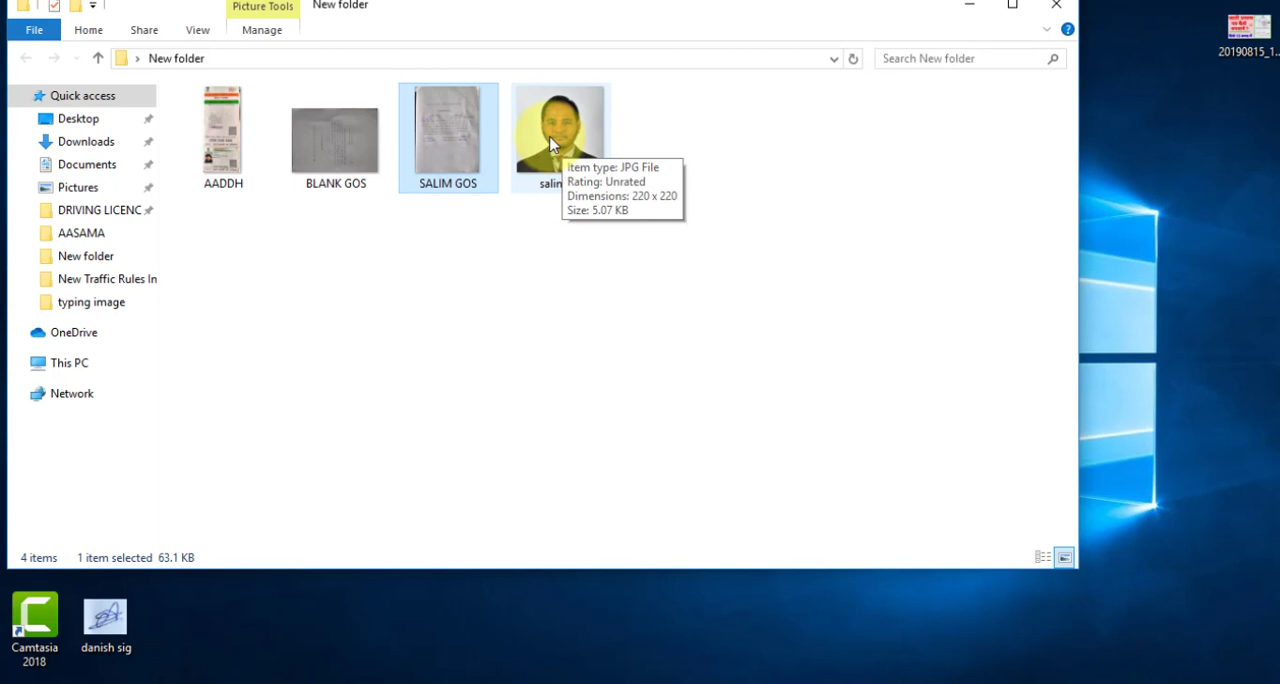 Picture Tools
New folder
File
Home
Share
View
Manage
New folder
Search New folder
Quick access
Desktop
Downloads
Documents
Pictures
DRIVING LICENC
AASAMA
New folder
New Traffic Rules In
typing image
OneDrive
This PC
Network
AADDH
BLANK GOS
SALIM GOS
salim
Item type: JPG File
Rating: Unrated
Dimensions: 220 x 220
Size: 5.07 KB
4 items
1 item selected 63.1 KB
20190815_1...
Camtasia
2018
danish sig